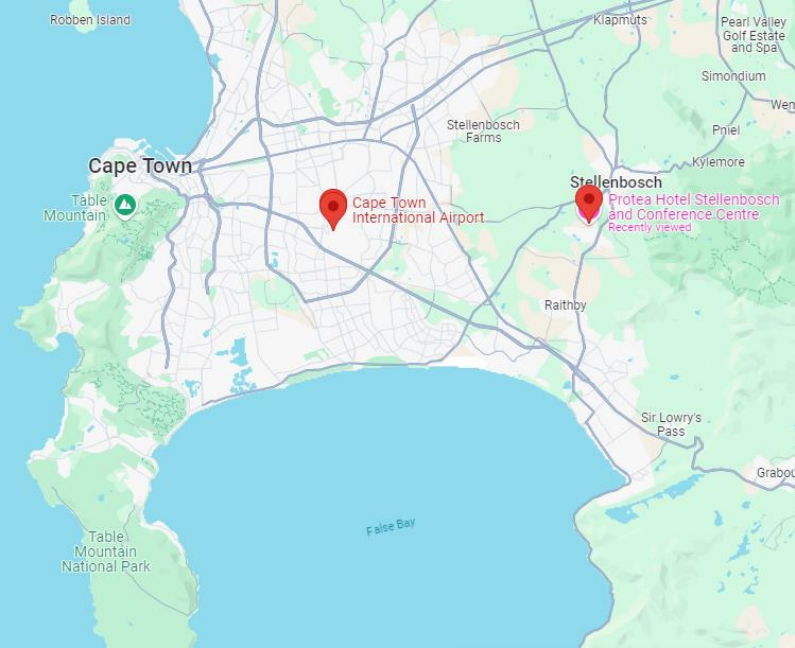 Robben Island
Klapmuts
Pearl Valley
Golf Estate
and Spa
Simondium
Wem
Stellenbosch
Farms
Pniel
Kylemore
Cape Town
Stellenbosch
Table
Mountain
Cape Town
International Airport
Protea Hotel Stellenbosch
and Conference Centre
Recently viewed
Raithby
Sir Lowry's
Pass
Grabou
False Bay
Table
Mountain
National Park